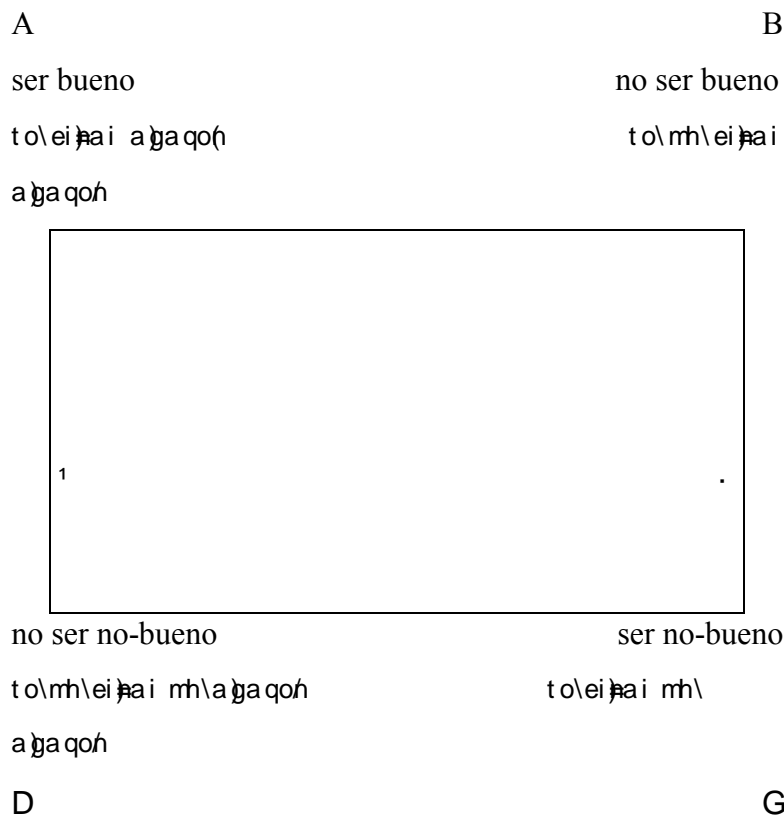 A B
ser bueno no ser bueno
to\ ei)=nai a)gaqo(n to\ mh\ ei)=nai
a)gaqo/n
1 .
no ser no-bueno ser no-bueno
to\ mh\ ei)=nai mh\ a)gaqo/n to\ ei)=nai mh\
a)gaqo/n
D G